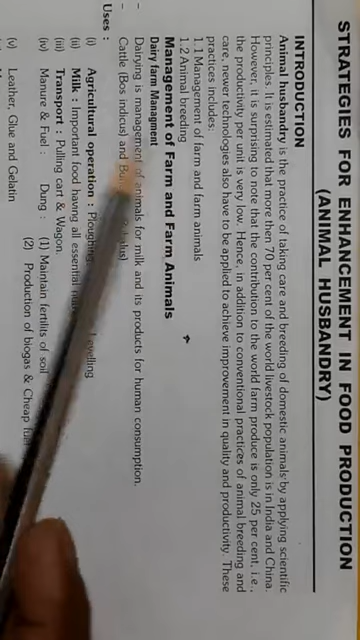 STRATEGIES FOR ENHANCEMENT IN FOOD PRODUCTION
(ANIMAL HUSBANDRY)
INTRODUCTION
Animal husbandry is the practice of taking care and breeding of domestic animals by applying scientific
principles. It is estimated that more then 70 per cent of the world livestock population is in India and China.
However, it is surprising to note that the contribution to the world farm produce is only 25 per cent, i.e.,
the productivity per unit is very low. Hence, in addition to conventional practices of animal breeding and
care, newer technologies also have to be applied to achieve improvement in quality and productivity. These
practices includes:
1.1 Management of farm and farm animals
1.2 Animal breeding
Management of Farm and Farm Animals
Dairy farm Managment
– Dairying is management of animals for milk and its products for human consumption.
– Cattle (Bos indicus) and
Uses :
(i) Agricultural operation : Ploughing Levelling
(ii) Milk : Important food having all essential
(iii) Transport : Pulling cart & Wagon.
(iv) Manure & Fuel : Dung : (1) Maintain fertilits of soil
(2) Production of biogas & Cheap
(v) Leather, Glue and Gelatin